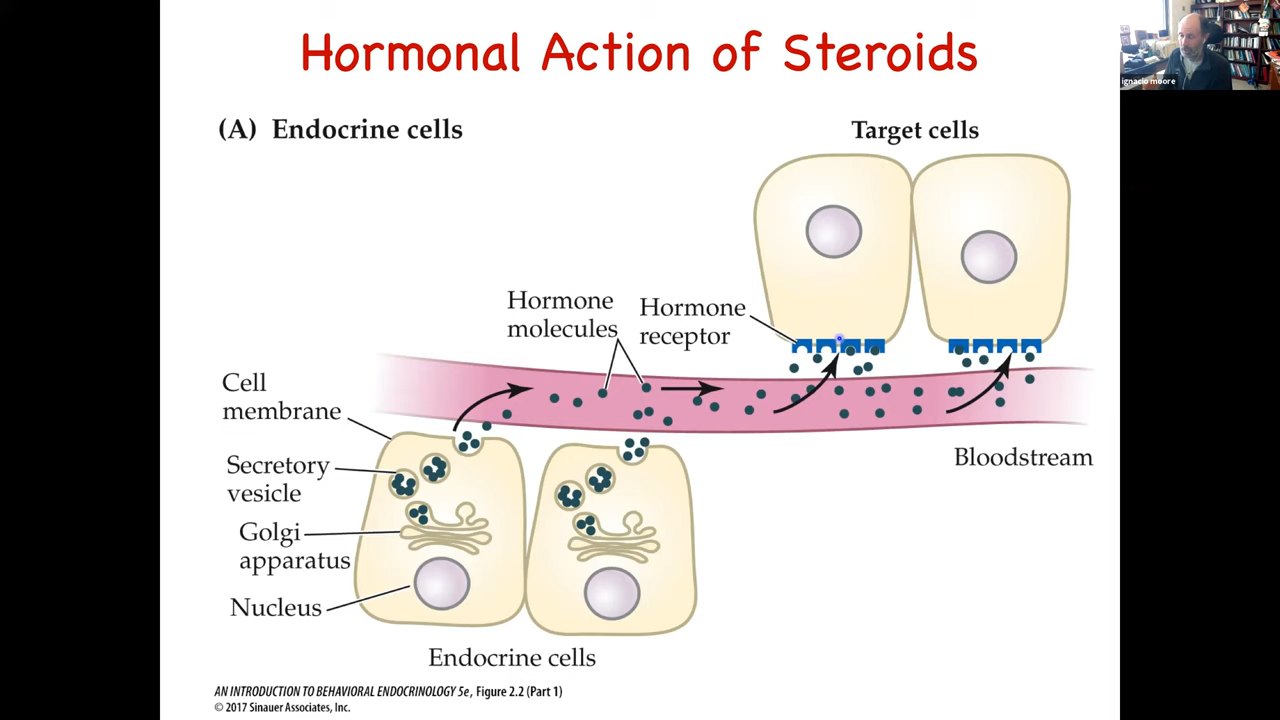 Hormonal Action of Steroids
ignacio moore
(A) Endocrine cells
Target cells
Hormone
molecules
Hormone
receptor
Cell
membrane
Secretory
vesicle
Golgi
apparatus
Nucleus
Bloodstream
Endocrine cells
AN INTRODUCTION TO BEHAVIORAL ENDOCRINOLOGY 5e, Figure 2.2 (Part 1)
© 2017 Sinauer Associates, Inc.